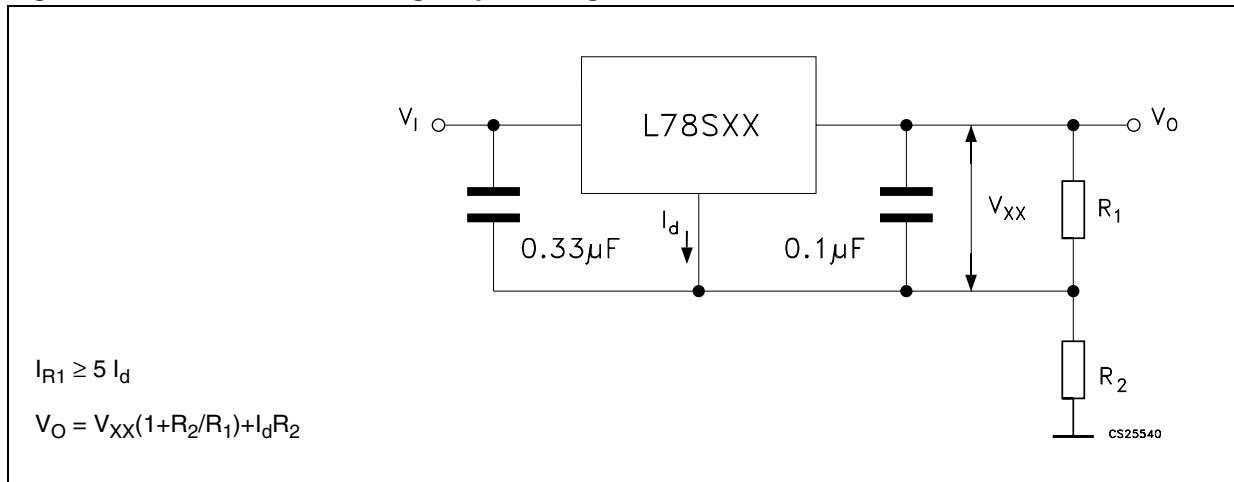 L78SXX
V_I
V_O
I_d
V_XX
R_1
0.33µF
0.1µF
R_2
I_R1 ≥ 5 I_d
V_O = V_XX(1+R_2/R_1)+I_dR_2
CS25540